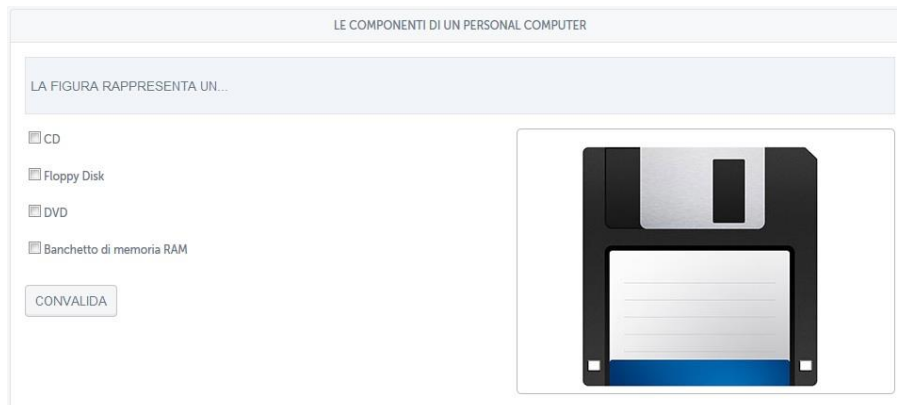 LE COMPONENTI DI UN PERSONAL COMPUTER
LA FIGURA RAPPRESENTA UN...
CD
Floppy Disk
DVD
Banchetto di memoria RAM
CONVALIDA